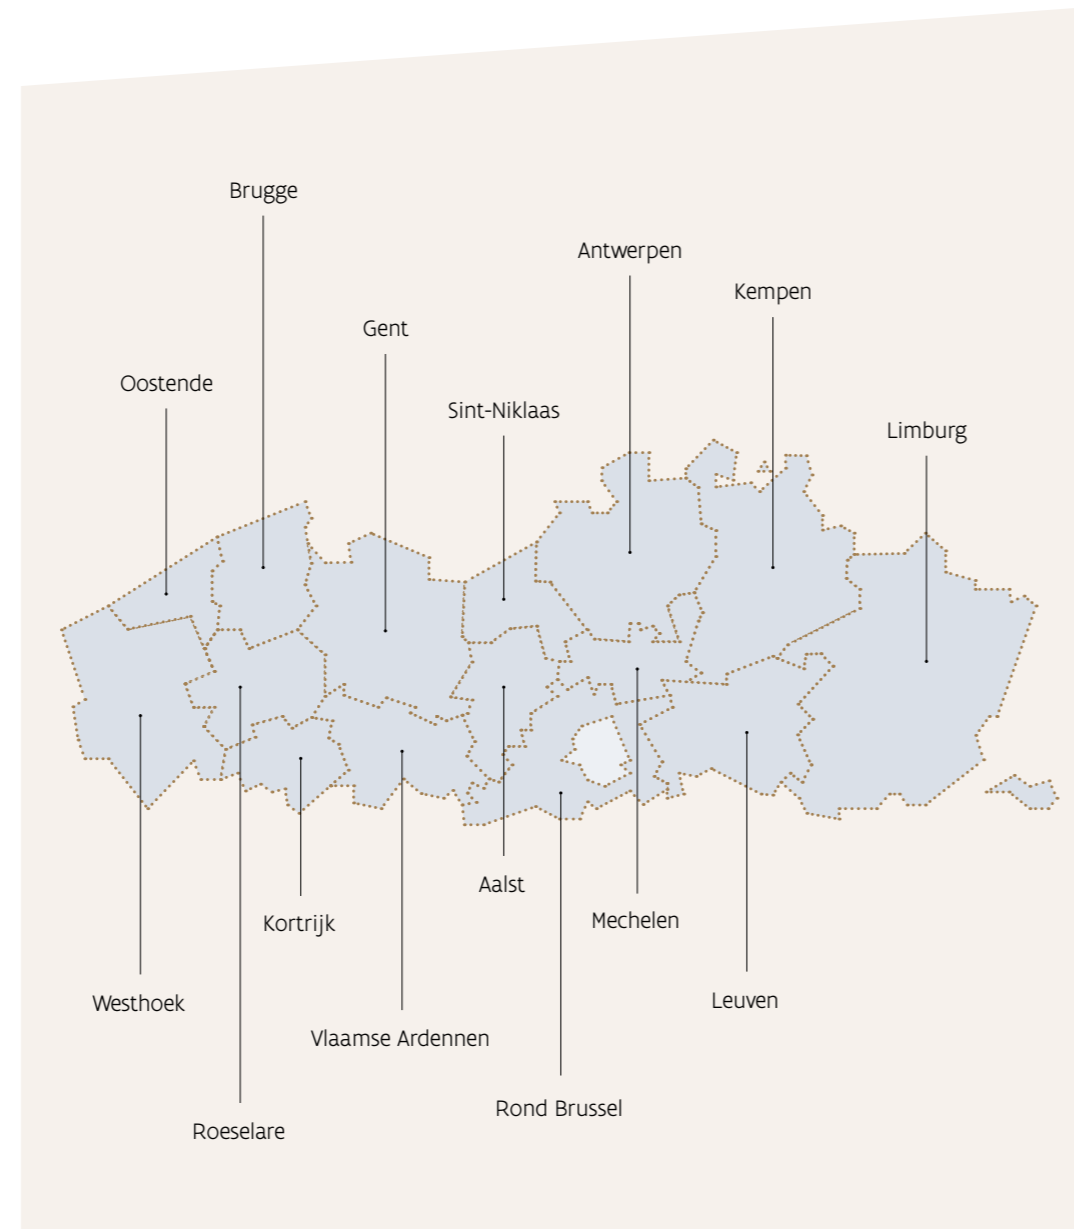 Brugge
Antwerpen
Kempen
Gent
Oostende
Sint-Niklaas
Limburg
Aalst
Mechelen
Kortrijk
Leuven
Westhoek
Vlaamse Ardennen
Rond Brussel
Roeselare